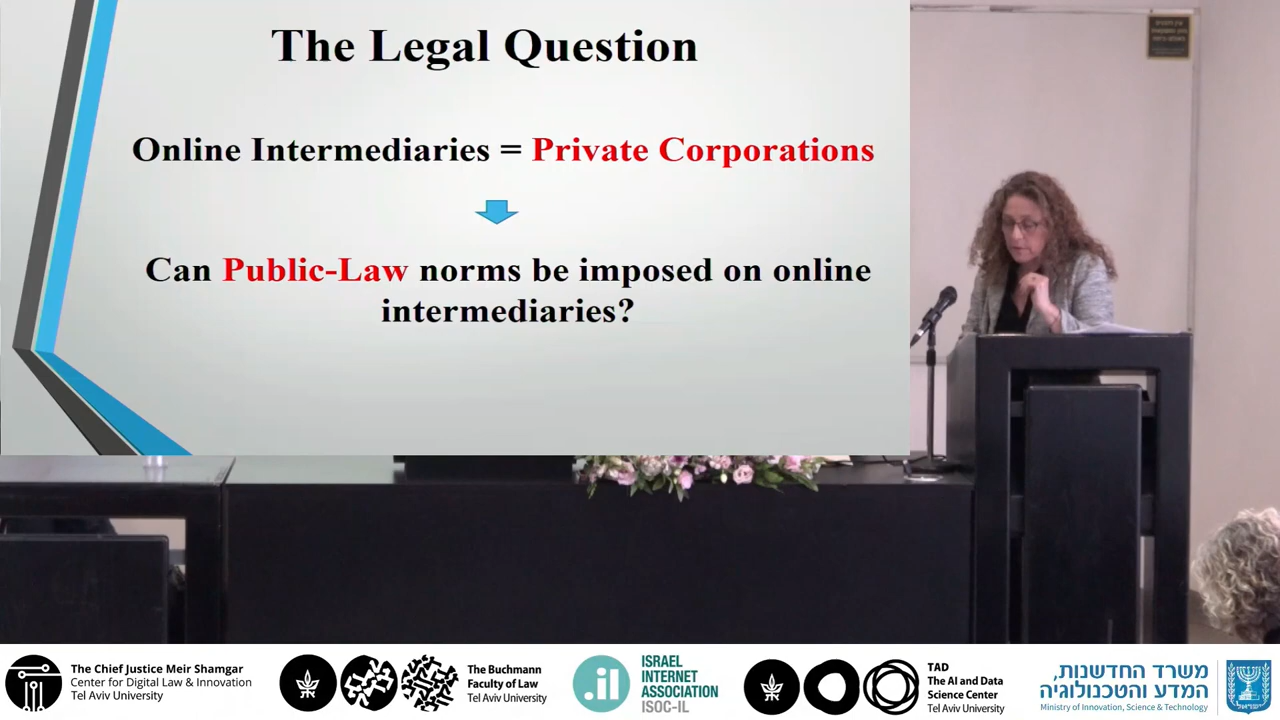 The Legal Question
Online Intermediaries = Private Corporations
Can Public-Law norms be imposed on online
intermediaries?
The Chief Justice Meir Shamgar
Center for Digital Law & Innovation
Tel Aviv University
The Buchmann
Faculty of Law
Tel Aviv University
.il
ISRAEL
INTERNET
ASSOCIATION
ISOC-IL
TAD
The AI and Data
Science Center
Tel Aviv University
משרד החדשנות,
המדע והטכנולוגיה
Ministry of Innovation, Science & Technology